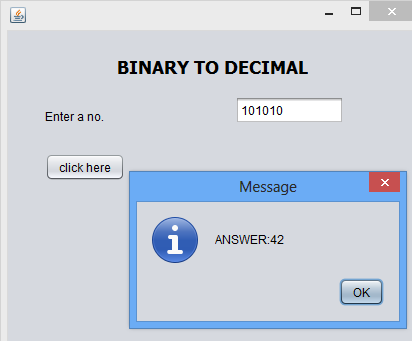 BINARY TO DECIMAL
Enter a no.
101010
click here
Message
ANSWER:42
OK